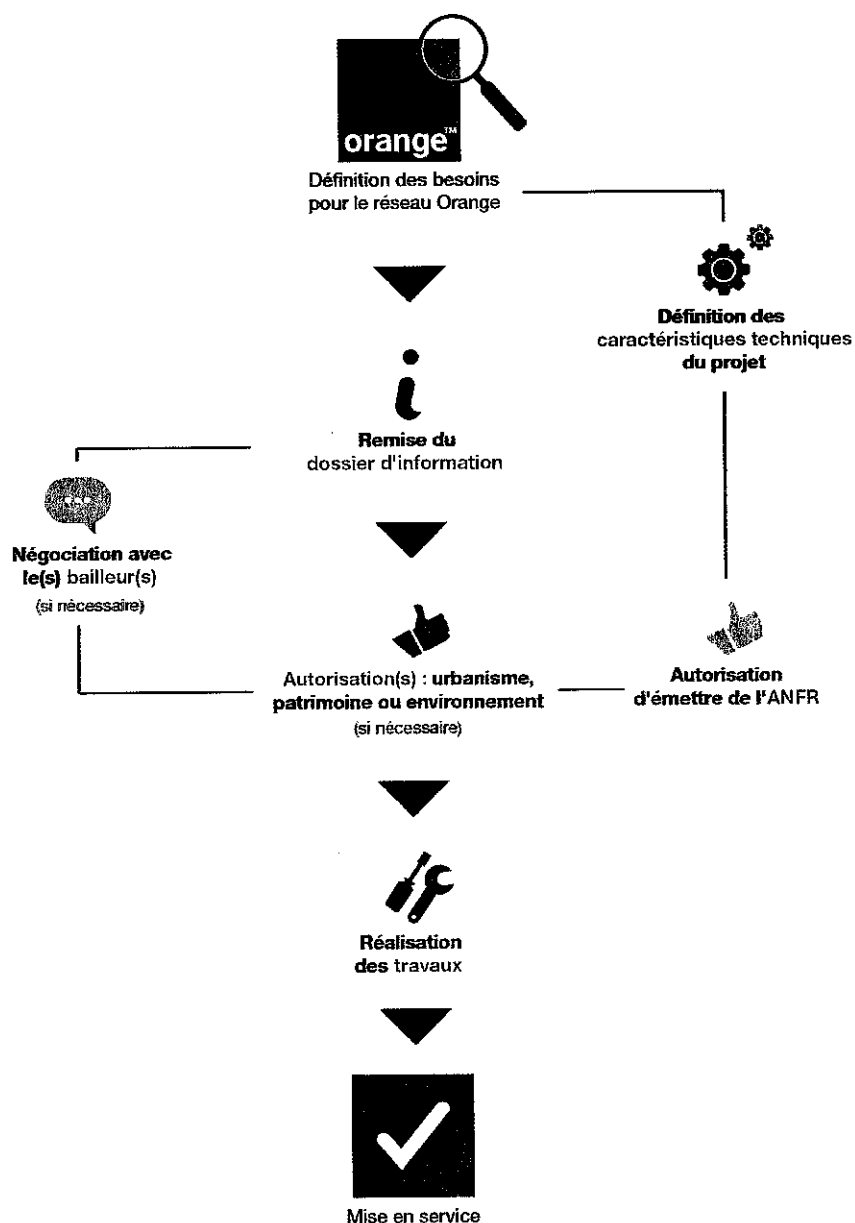 orange™
Définition des besoins
pour le réseau Orange
Définition des
caractéristiques techniques
du projet
Remise du
dossier d'information
Négociation avec
le(s) bailleur(s)
(si nécessaire)
Autorisation(s) : urbanisme,
patrimoine ou environnement
(si nécessaire)
Autorisation
d'émettre de l'ANFR
Réalisation
des travaux
Mise en service